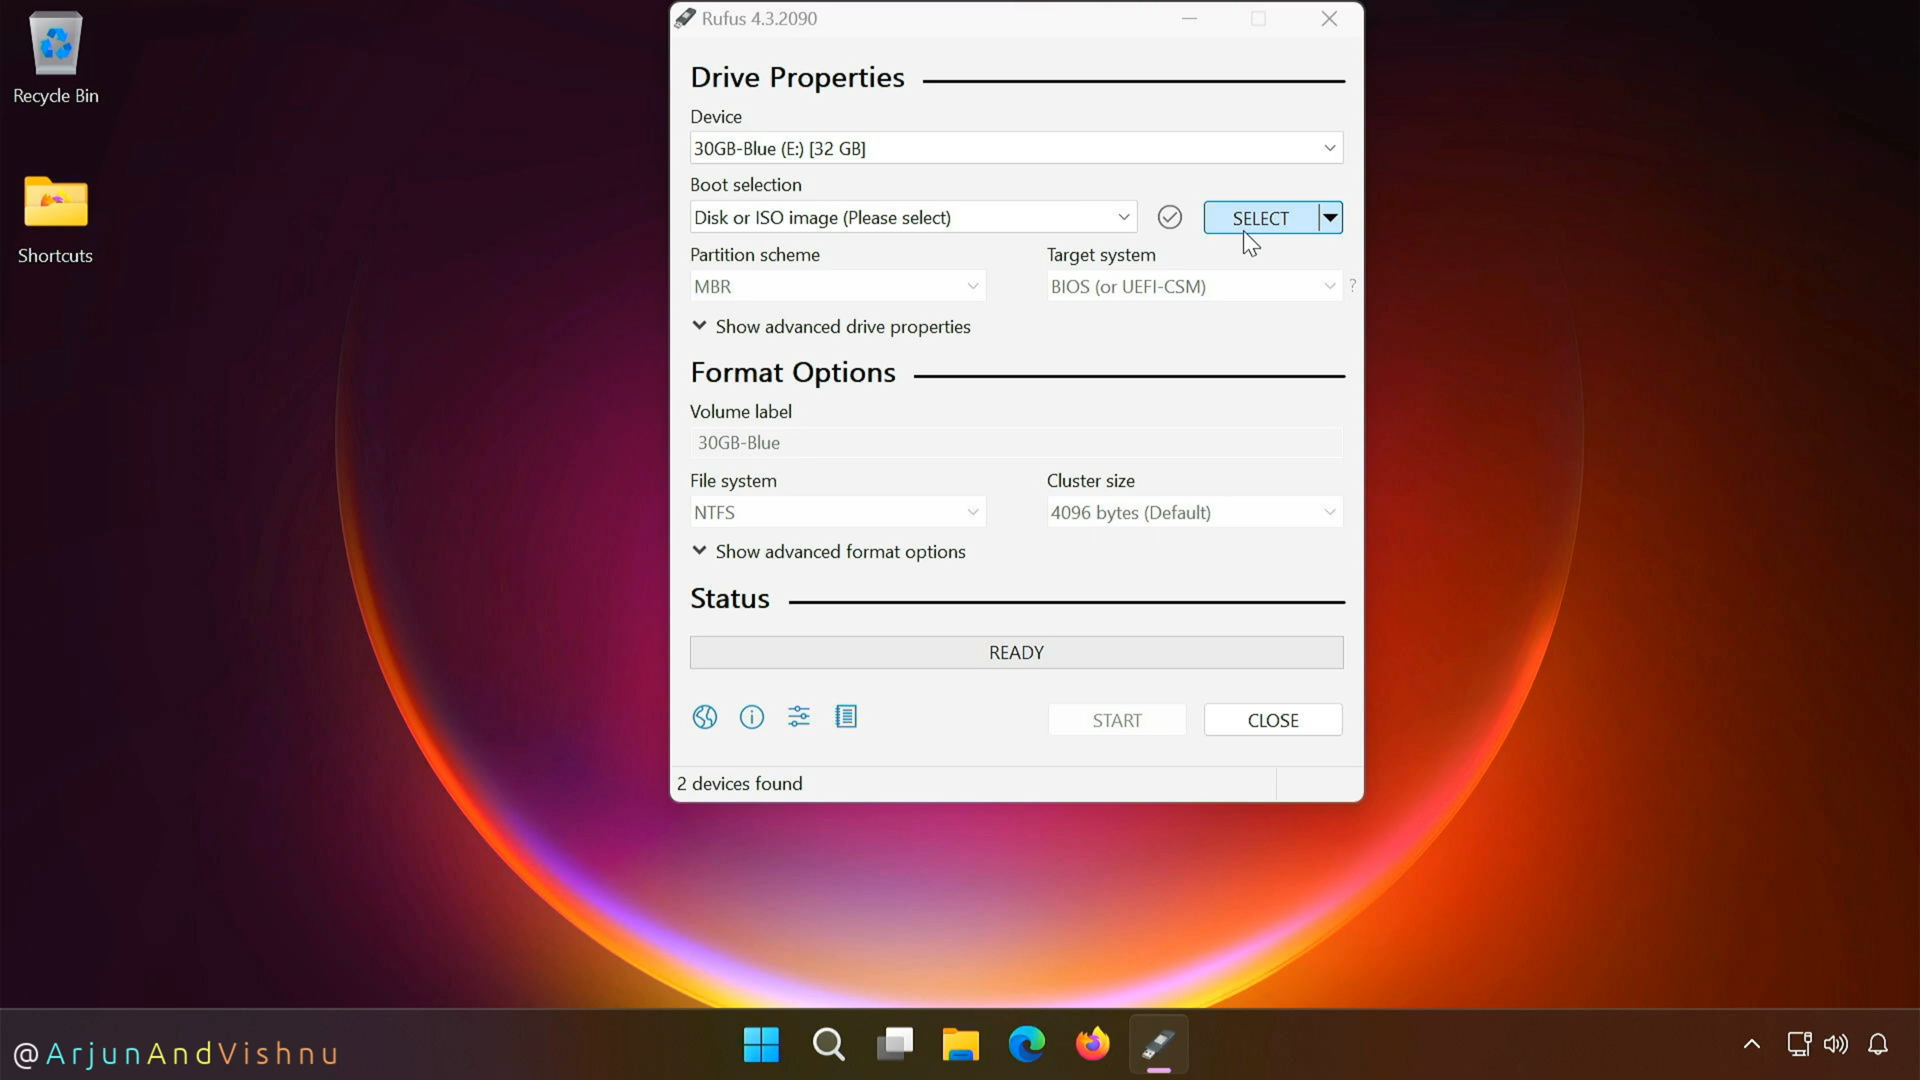 Recycle Bin
Shortcuts
Rufus 4.3.2090
Drive Properties
Device
30GB-Blue (E:) [32 GB]
Boot selection
Disk or ISO image (Please select)
SELECT
Partition scheme
Target system
MBR
BIOS (or UEFI-CSM)
?
Show advanced drive properties
Format Options
Volume label
30GB-Blue
File system
Cluster size
NTFS
4096 bytes (Default)
Show advanced format options
Status
READY
START
CLOSE
2 devices found
@ArjunAndVishnu